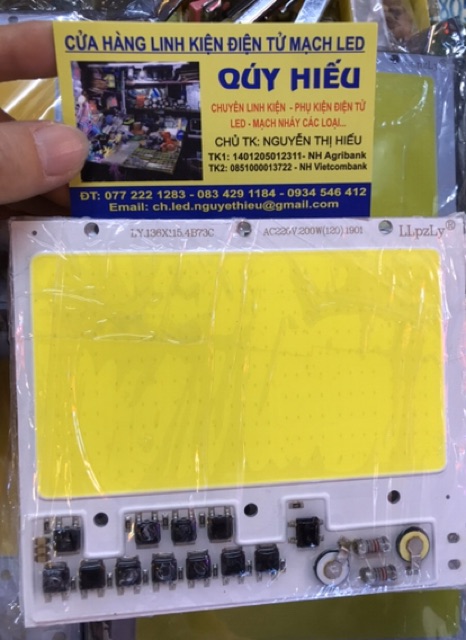 CỬA HÀNG LINH KIỆN ĐIỆN TỬ MẠCH LED
QÚY HIẾU
CHUYÊN LINH KIỆN - PHỤ KIỆN ĐIỆN TỬ
LED - MẠCH NHÁY CÁC LOẠI...
CHỦ TK: NGUYỄN THỊ HIẾU
TK1: 1401205012311- NH Agribank
TK2: 0851000013722 - NH Vietcombank
ĐT: 077 222 1283 - 083 429 1184 - 0934 546 412
Email: ch.led.nguyethieu@gmail.com
LY.136X115.4B73C AC220V.200W(120) 1901 LLpzLy®